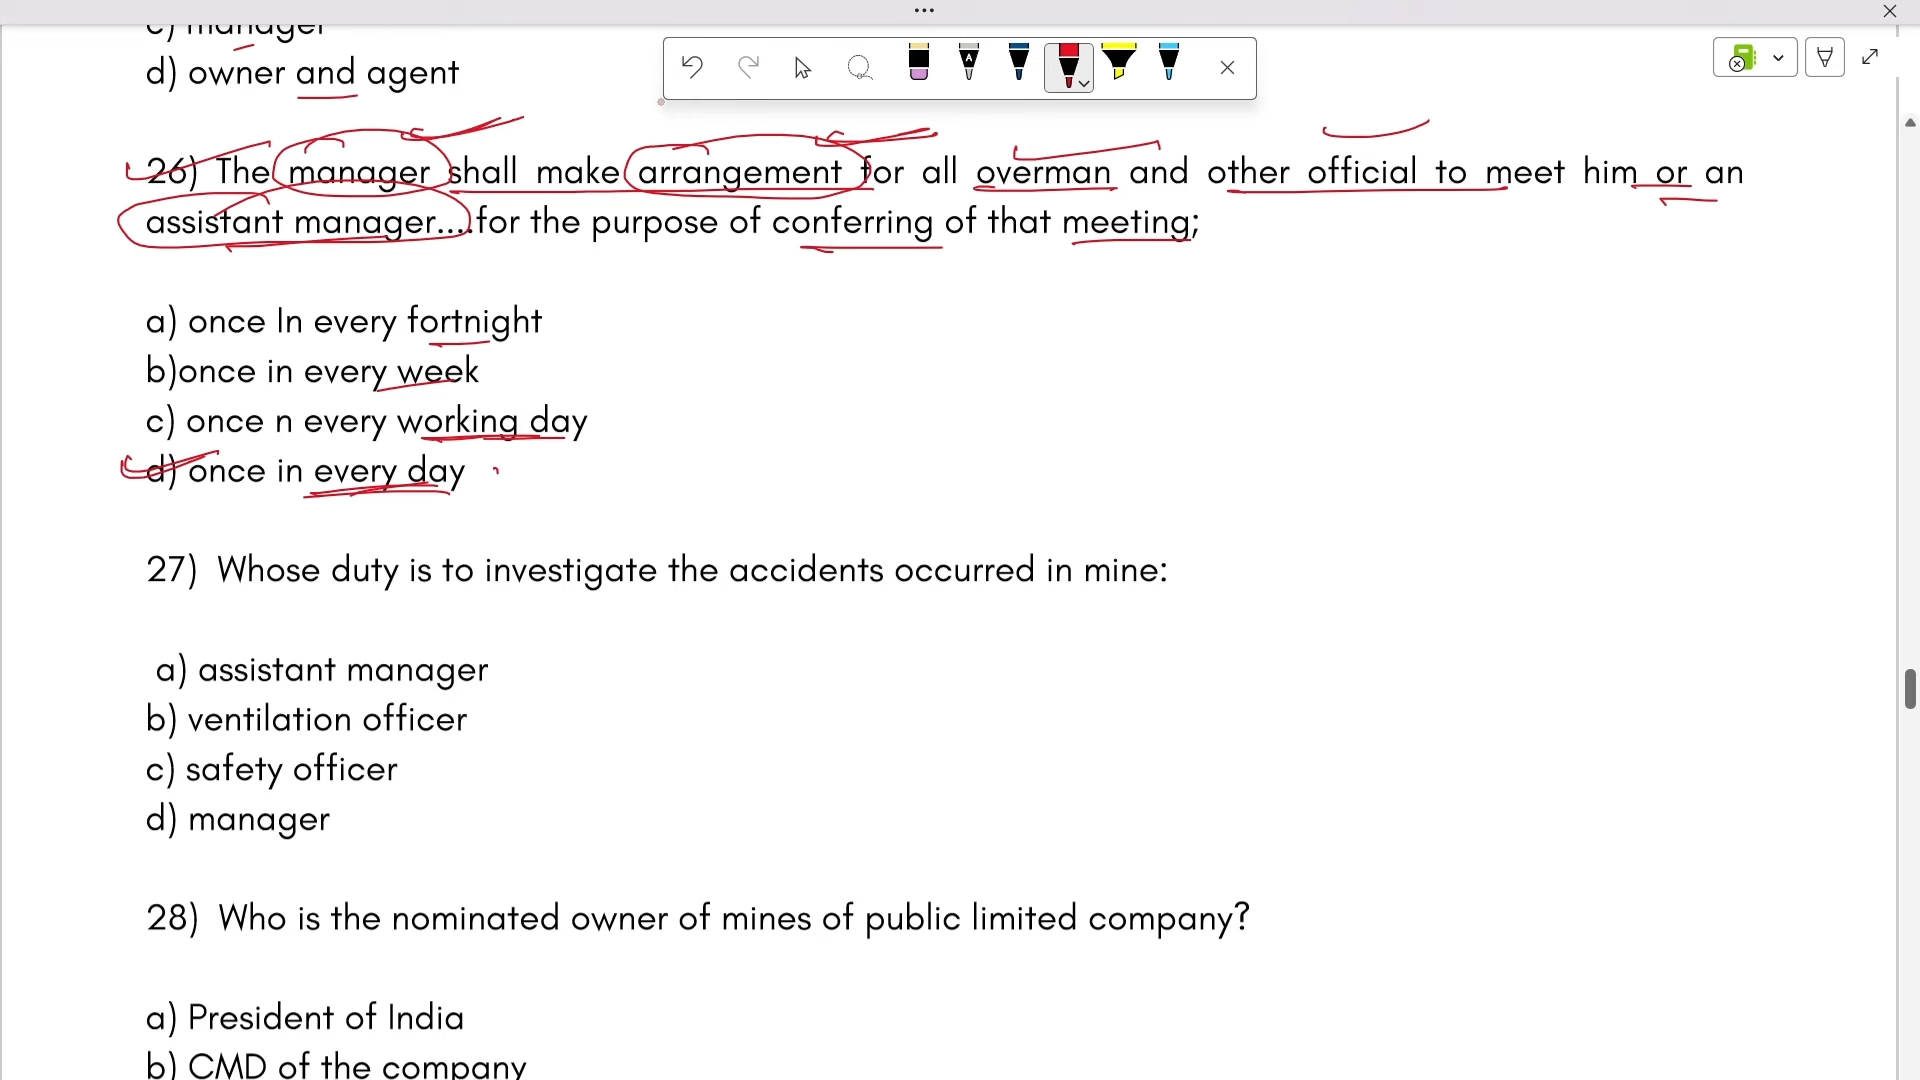 c) manager
d) owner and agent
26) The manager shall make arrangement for all overman and other official to meet him or an
assistant manager....for the purpose of conferring of that meeting;
a) once In every fortnight
b)once in every week
c) once n every working day
d) once in every day
27) Whose duty is to investigate the accidents occurred in mine:
a) assistant manager
b) ventilation officer
c) safety officer
d) manager
28) Who is the nominated owner of mines of public limited company?
a) President of India
b) CMD of the company